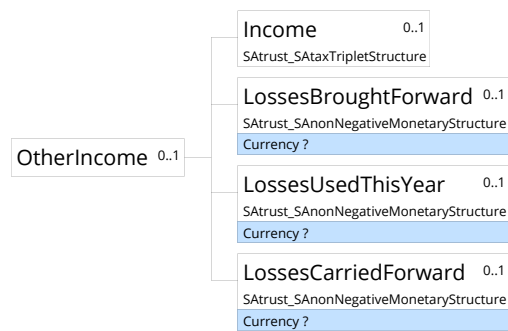 Income 0..1
SAtrust_SAtaxTripletStructure
LossesBroughtForward 0..1
SAtrust_SAnonNegativeMonetaryStructure
Currency ?
OtherIncome 0..1
LossesUsedThisYear 0..1
SAtrust_SAnonNegativeMonetaryStructure
Currency ?
LossesCarriedForward 0..1
SAtrust_SAnonNegativeMonetaryStructure
Currency ?